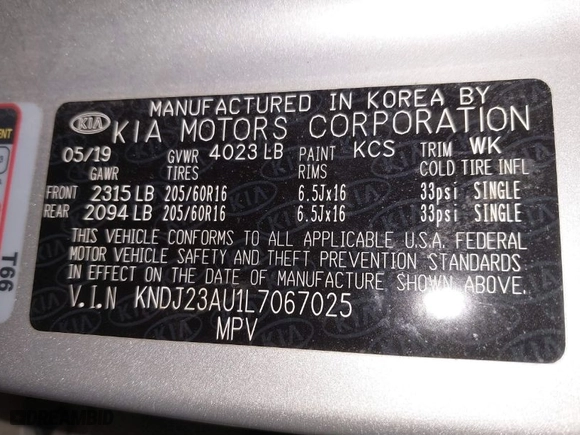 MANUFACTURED IN KOREA BY
KIA KIA MOTORS CORPORATION
05/19 GVWR 4023 LB PAINT KCS TRIM WK
GAWR TIRES RIMS COLD TIRE INFL
FRONT 2315 LB 205/60R16 6.5Jx16 33psi SINGLE
REAR 2094 LB 205/60R16 6.5Jx16 33psi SINGLE
THIS VEHICLE CONFORMS TO ALL APPLICABLE U.S.A. FEDERAL
MOTOR VEHICLE SAFETY AND THEFT PREVENTION STANDARDS
IN EFFECT ON THE DATE OF MANUFACTURE SHOWN ABOVE.
V.I.N KNDJ23AU1L7067025
MPV
T66